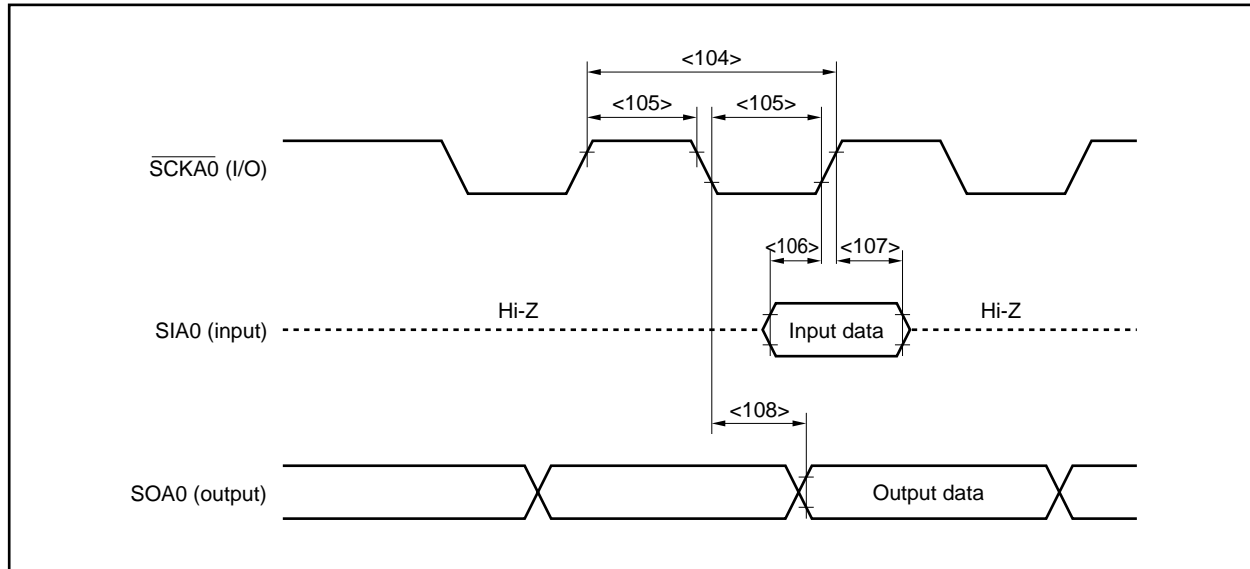 <104>
<105> <105>
SCKA0 (I/O)
<106> <107>
Hi-Z Hi-Z
SIA0 (input) Input data
<108>
SOA0 (output) Output data